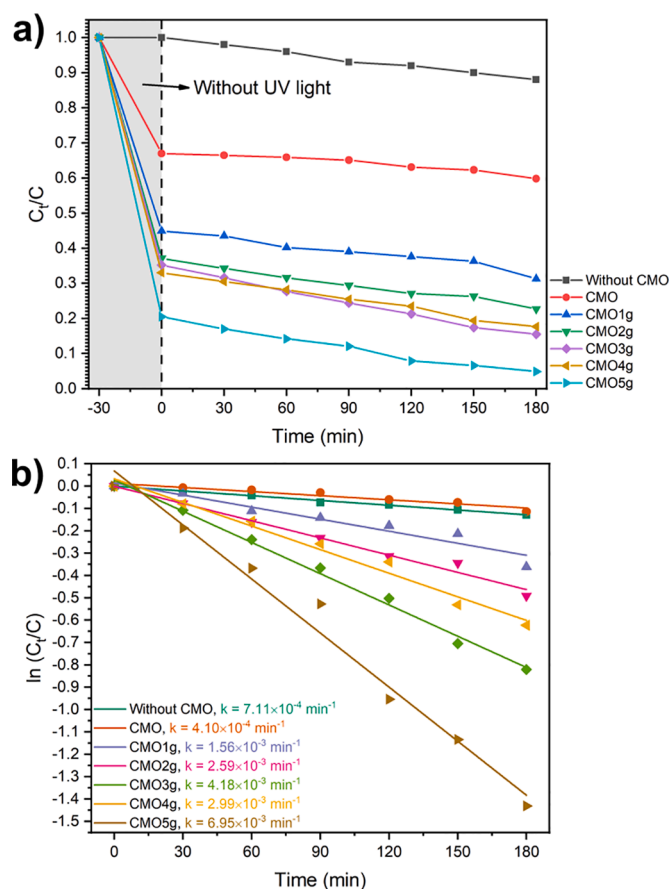 a)
1.0
0.9
0.8
0.7
0.6
0.5
0.4
0.3
0.2
0.1
0.0
Cₜ/C
Without UV light
-30 0 30 60 90 120 150 180
Time (min)
Without CMO
CMO
CMO1g
CMO2g
CMO3g
CMO4g
CMO5g
b)
0.1
0.0
-0.1
-0.2
-0.3
-0.4
-0.5
-0.6
-0.7
-0.8
-0.9
-1.0
-1.1
-1.2
-1.3
-1.4
-1.5
ln (Cₜ/C)
Without CMO, k = 7.11×10⁻⁴ min⁻¹
CMO, k = 4.10×10⁻⁴ min⁻¹
CMO1g, k = 1.56×10⁻³ min⁻¹
CMO2g, k = 2.59×10⁻³ min⁻¹
CMO3g, k = 4.18×10⁻³ min⁻¹
CMO4g, k = 2.99×10⁻³ min⁻¹
CMO5g, k = 6.95×10⁻³ min⁻¹
0 30 60 90 120 150 180
Time (min)